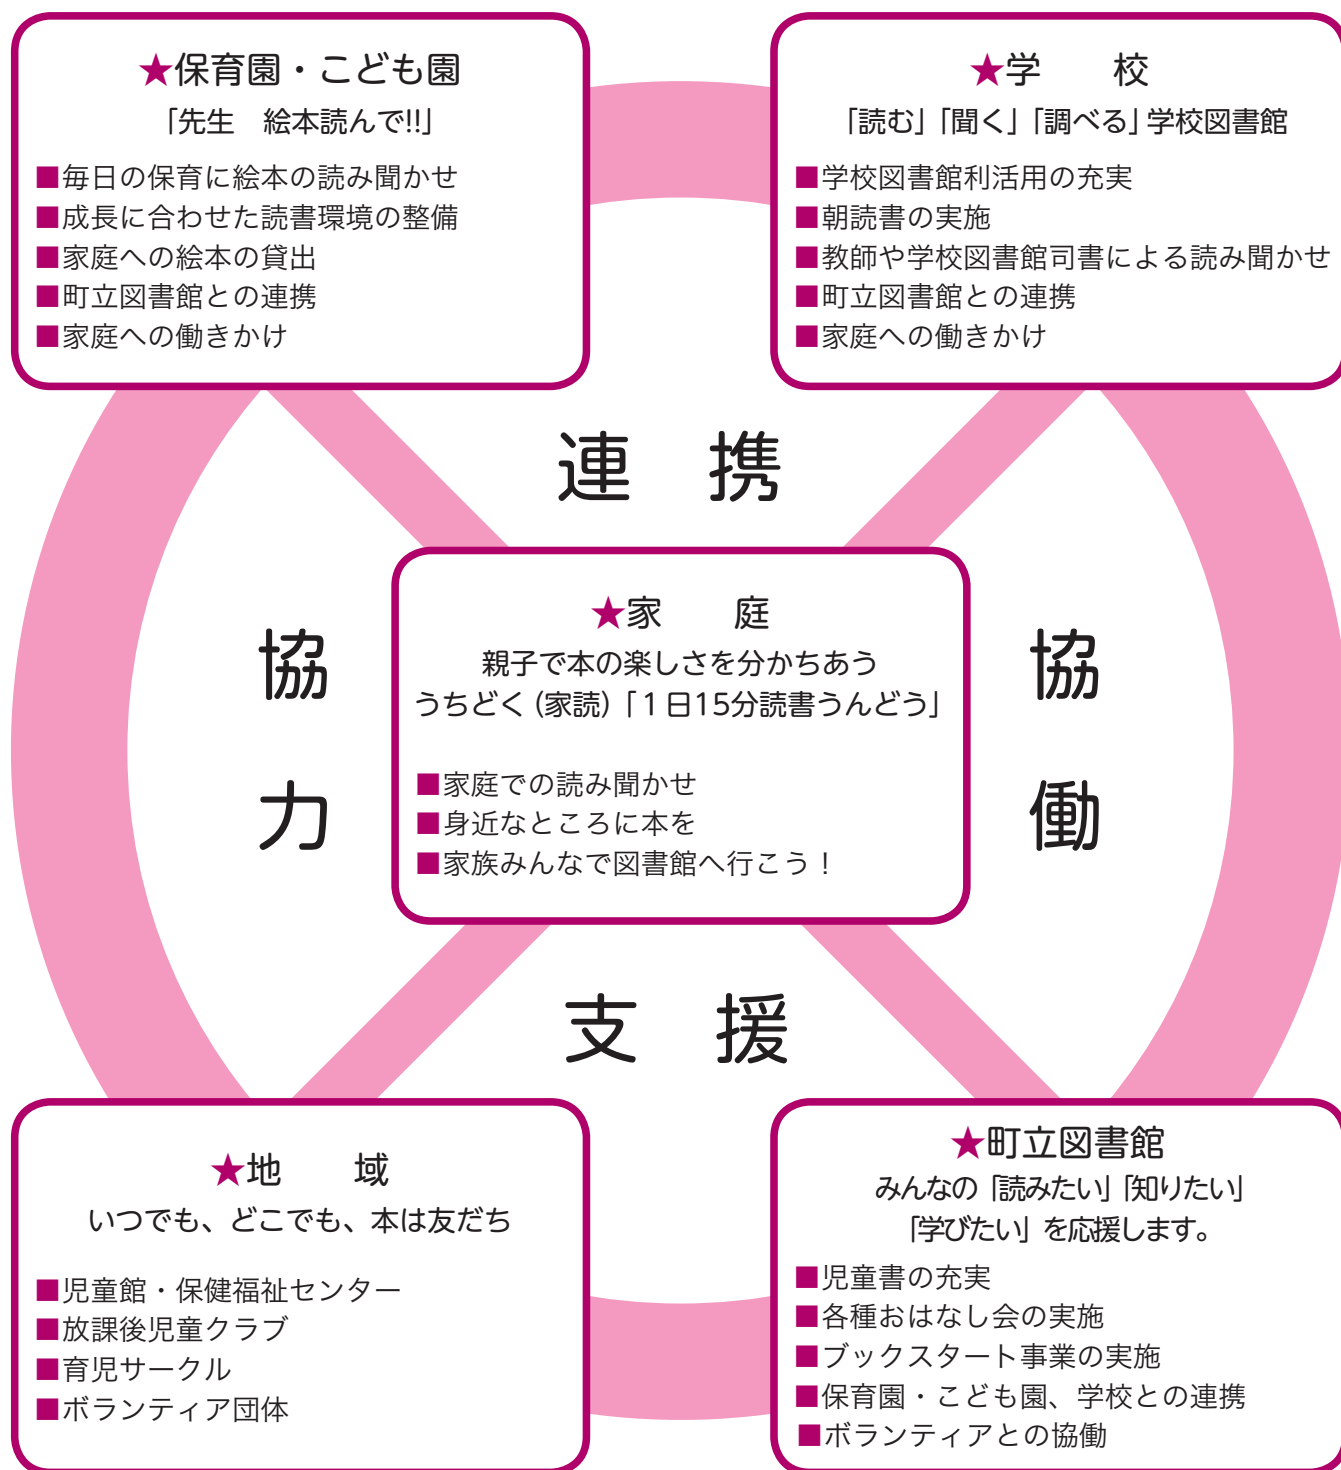 ★保育園・こども園
「先生　絵本読んで!!」
■毎日の保育に絵本の読み聞かせ
■成長に合わせた読書環境の整備
■家庭への絵本の貸出
■町立図書館との連携
■家庭への働きかけ
★学　　校
「読む」「聞く」「調べる」学校図書館
■学校図書館利活用の充実
■朝読書の実施
■教師や学校図書館司書による読み聞かせ
■町立図書館との連携
■家庭への働きかけ
連　携
協力
★家　　庭
親子で本の楽しさを分かちあう
うちどく（家読）「１日15分読書うんどう」
■家庭での読み聞かせ
■身近なところに本を
■家族みんなで図書館へ行こう！
協働
支　援
★地　　域
いつでも、どこでも、本は友だち
■児童館・保健福祉センター
■放課後児童クラブ
■育児サークル
■ボランティア団体
★町立図書館
みんなの「読みたい」「知りたい」
「学びたい」を応援します。
■児童書の充実
■各種おはなし会の実施
■ブックスタート事業の実施
■保育園・こども園、学校との連携
■ボランティアとの協働